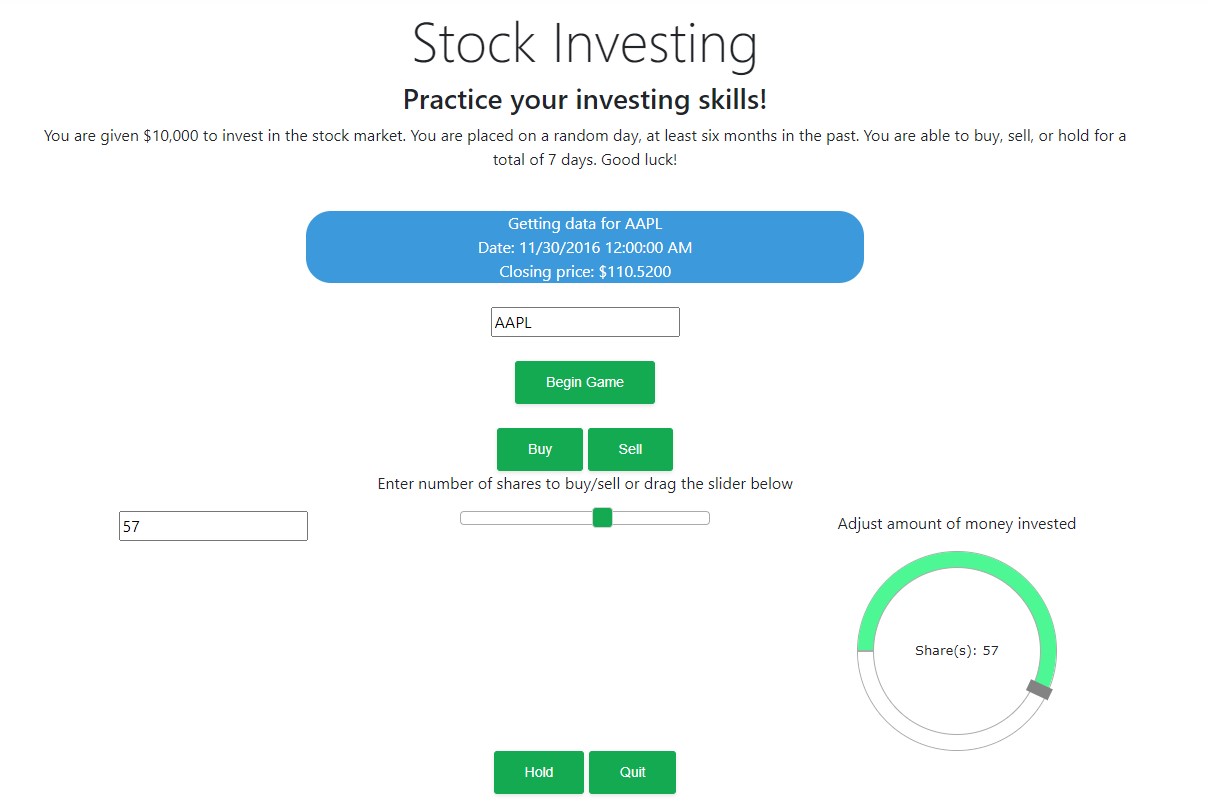 Stock Investing
Practice your investing skills!
You are given $10,000 to invest in the stock market. You are placed on a random day, at least six months in the past. You are able to buy, sell, or hold for a
total of 7 days. Good luck!
Getting data for AAPL
Date: 11/30/2016 12:00:00 AM
Closing price: $110.5200
AAPL
Begin Game
Buy Sell
Enter number of shares to buy/sell or drag the slider below
57
Adjust amount of money invested
Share(s): 57
Hold Quit